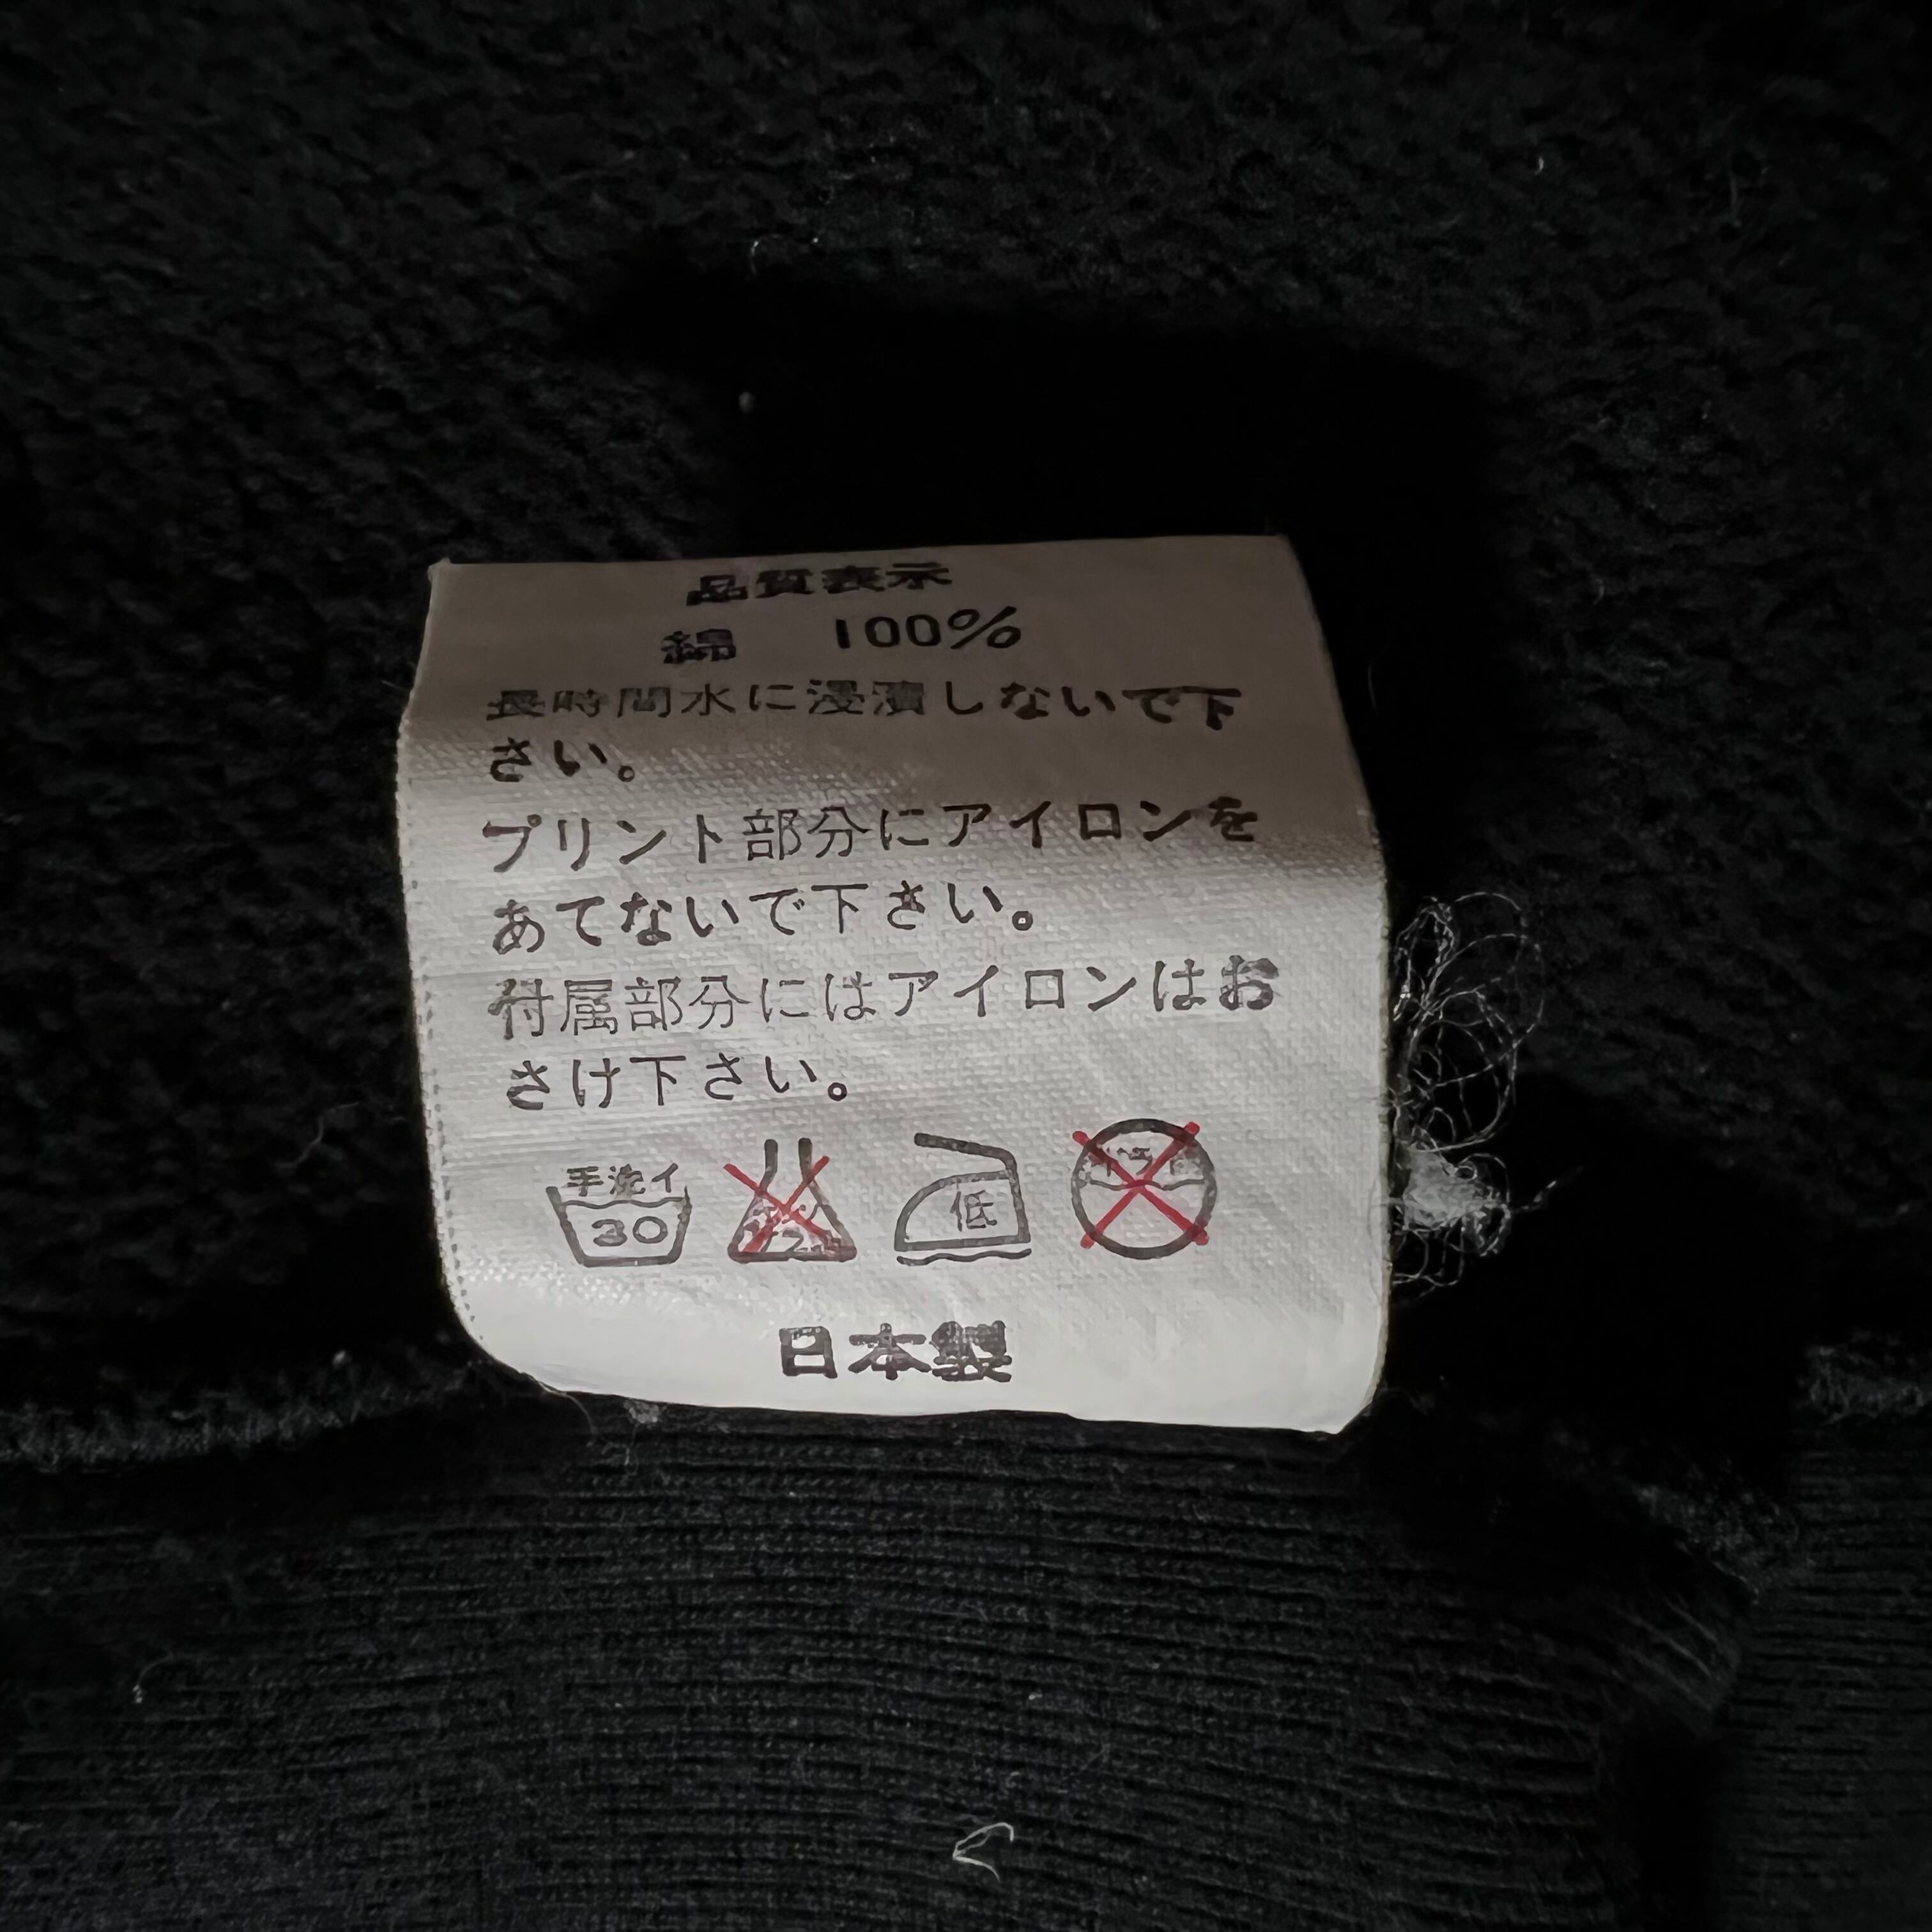 品質表示
綿 100%
長時間水に浸漬しないで下
さい。
プリント部分にアイロンを
あてないで下さい。
付属部分にはアイロンはお
さけ下さい。
手洗イ
30
低
日本製